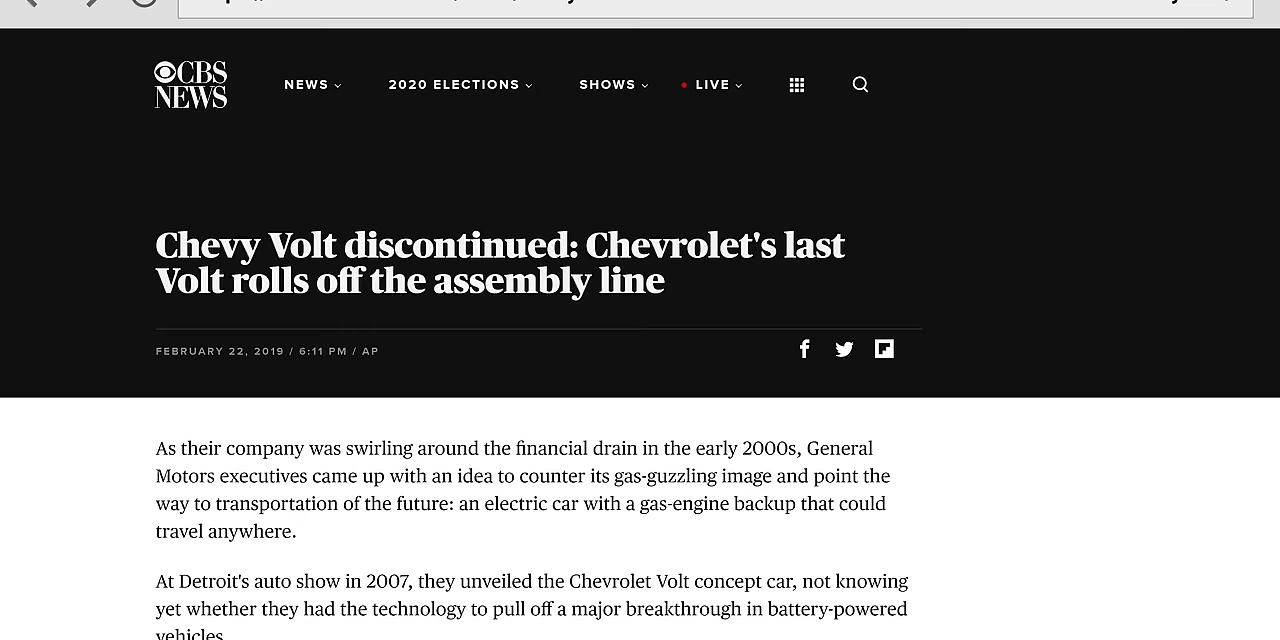 CBS
NEWS
NEWS
2020 ELECTIONS
SHOWS
LIVE
Chevy Volt discontinued: Chevrolet's last
Volt rolls off the assembly line
FEBRUARY 22, 2019 / 6:11 PM / AP
As their company was swirling around the financial drain in the early 2000s, General
Motors executives came up with an idea to counter its gas-guzzling image and point the
way to transportation of the future: an electric car with a gas-engine backup that could
travel anywhere.
At Detroit's auto show in 2007, they unveiled the Chevrolet Volt concept car, not knowing
yet whether they had the technology to pull off a major breakthrough in battery-powered
vehicles.